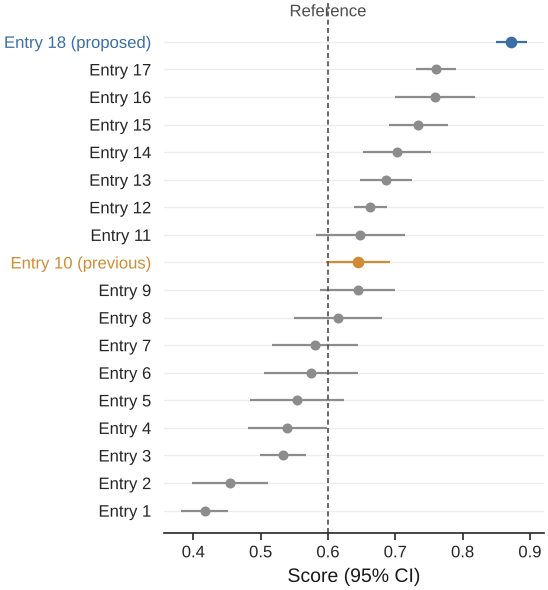 Reference
Entry 18 (proposed)
Entry 17
Entry 16
Entry 15
Entry 14
Entry 13
Entry 12
Entry 11
Entry 10 (previous)
Entry 9
Entry 8
Entry 7
Entry 6
Entry 5
Entry 4
Entry 3
Entry 2
Entry 1
0.4 0.5 0.6 0.7 0.8 0.9
Score (95% CI)